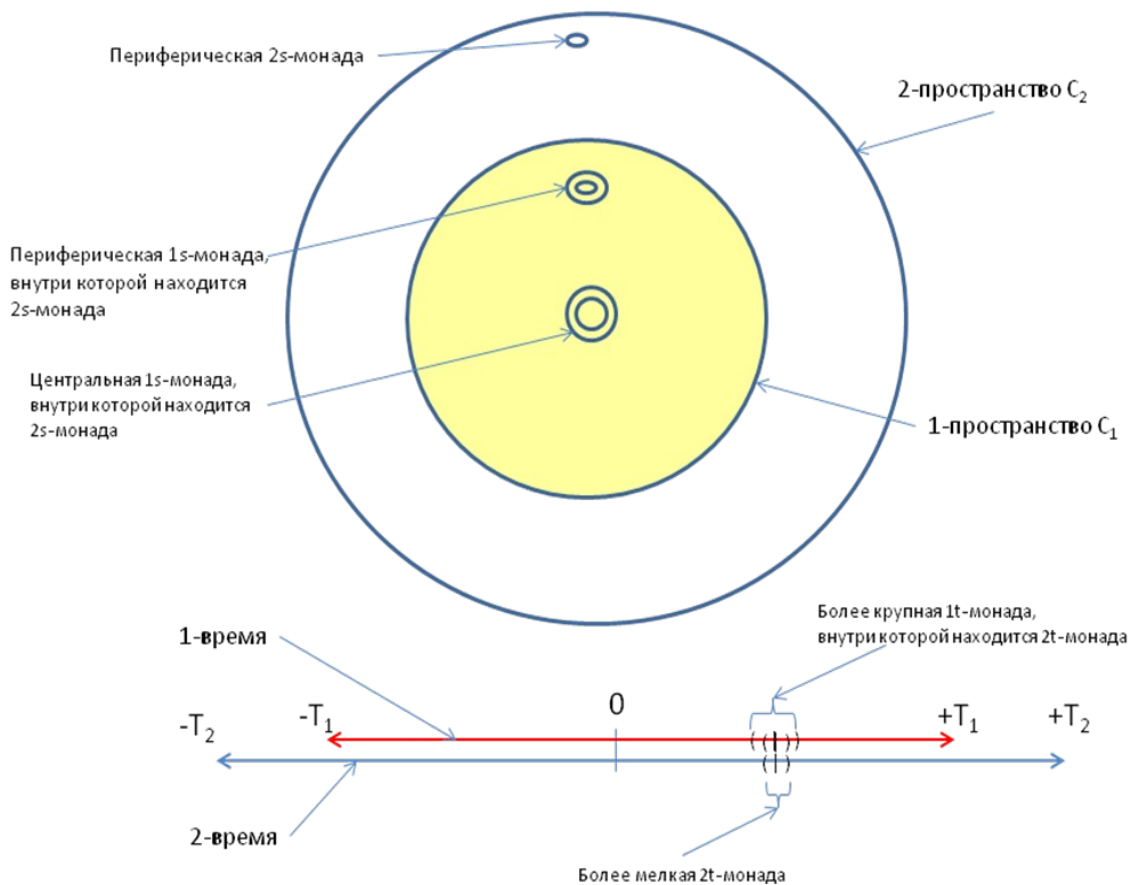 Периферическая 2s-монада
2-пространство C₂
Периферическая 1s-монада,
внутри которой находится
2s-монада
Центральная 1s-монада,
внутри которой находится
2s-монада
1-пространство C₁
Более крупная 1t-монада,
внутри которой находится 2t-монада
1-время
-T₂
-T₁
0
+T₁
+T₂
2-время
Более мелкая 2t-монада